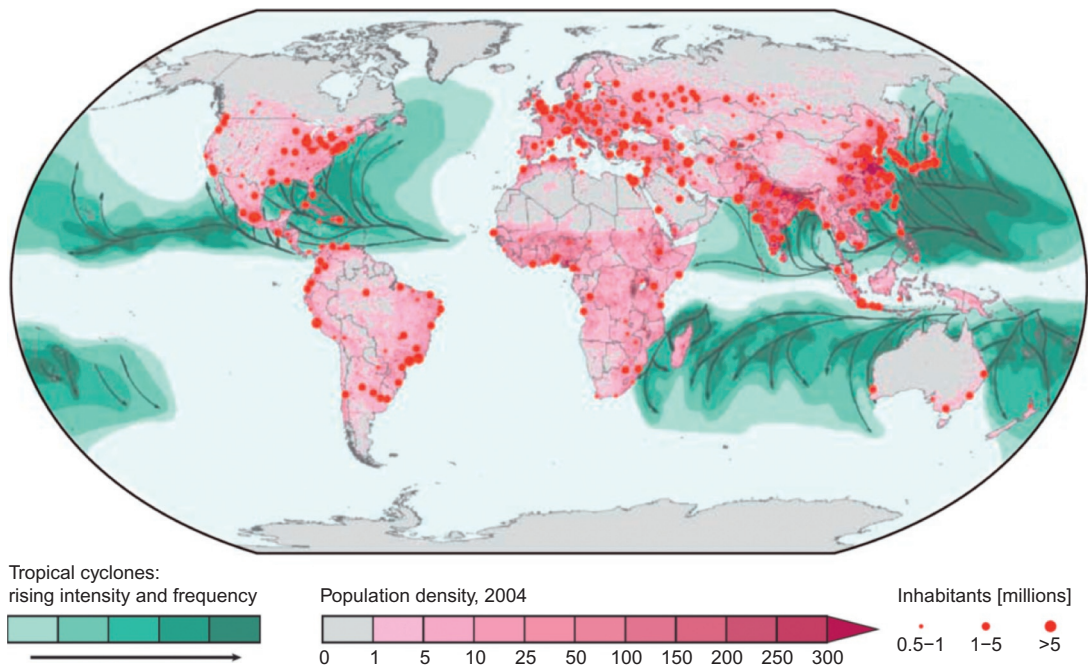 Tropical cyclones:
rising intensity and frequency
Population density, 2004
0 1 5 10 25 50 100 150 200 250 300
Inhabitants [millions]
0.5–1 1–5 >5